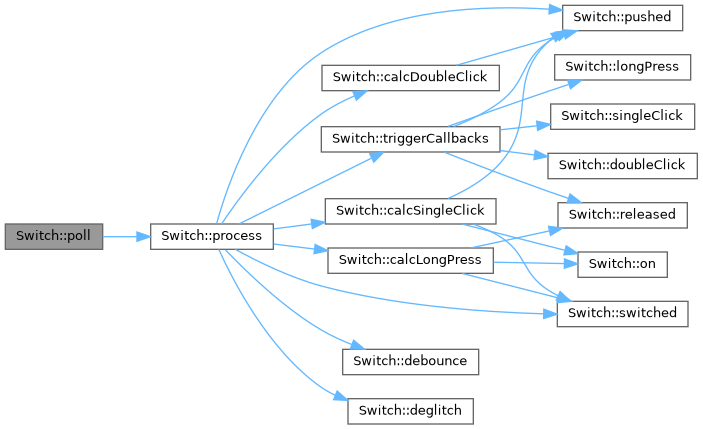 Switch::pushed
Switch::longPress
Switch::calcDoubleClick
Switch::singleClick
Switch::triggerCallbacks
Switch::doubleClick
Switch::calcSingleClick
Switch::released
Switch::poll
Switch::process
Switch::calcLongPress
Switch::on
Switch::switched
Switch::debounce
Switch::deglitch